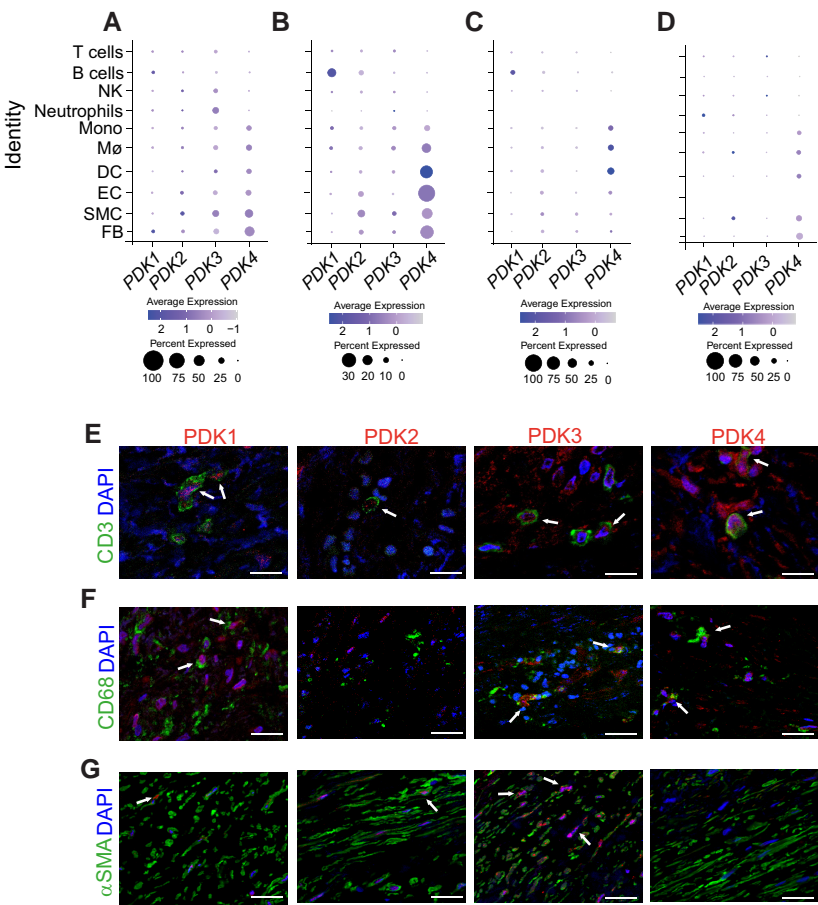 A
B
C
D
Identity
T cells
B cells
NK
Neutrophils
Mono
Mø
DC
EC
SMC
FB
PDK1 PDK2 PDK3 PDK4
PDK1 PDK2 PDK3 PDK4
PDK1 PDK2 PDK3 PDK4
PDK1 PDK2 PDK3 PDK4
Average Expression
2 1 0 −1
Percent Expressed
100 75 50 25 0
Average Expression
2 1 0
Percent Expressed
30 20 10 0
Average Expression
2 1 0
Percent Expressed
100 75 50 25 0
Average Expression
2 1 0
Percent Expressed
100 75 50 25 0
E
PDK1 PDK2 PDK3 PDK4
CD3 DAPI
F
CD68 DAPI
G
αSMA DAPI